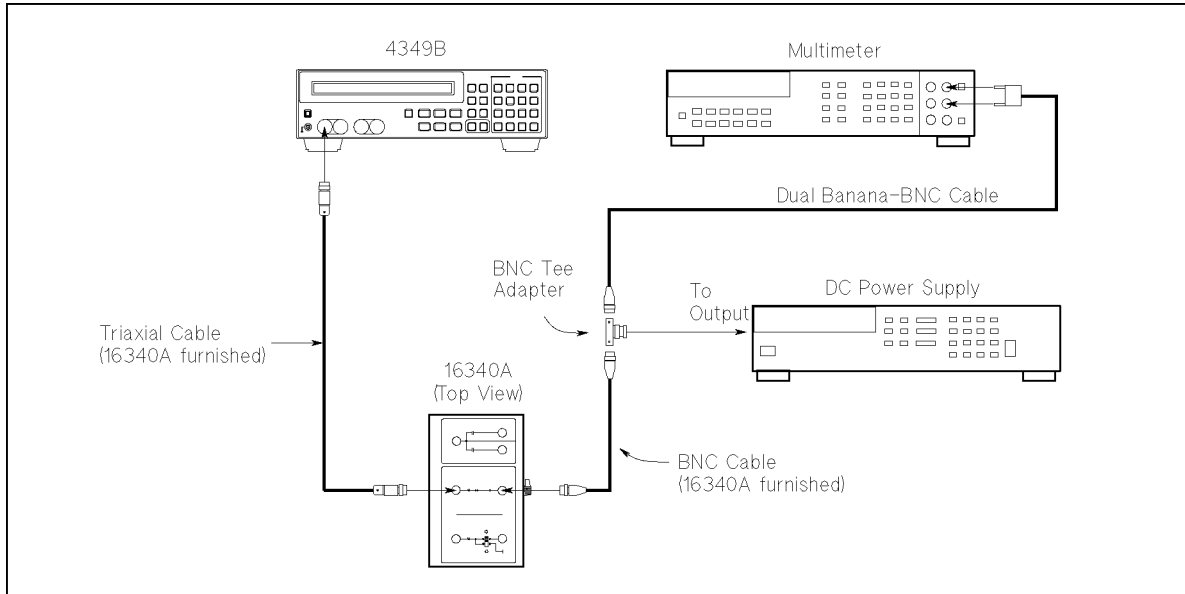 4349B
Multimeter
Dual Banana-BNC Cable
BNC Tee
Adapter
To
Output
DC Power Supply
Triaxial Cable
(16340A furnished)
16340A
(Top View)
BNC Cable
(16340A furnished)